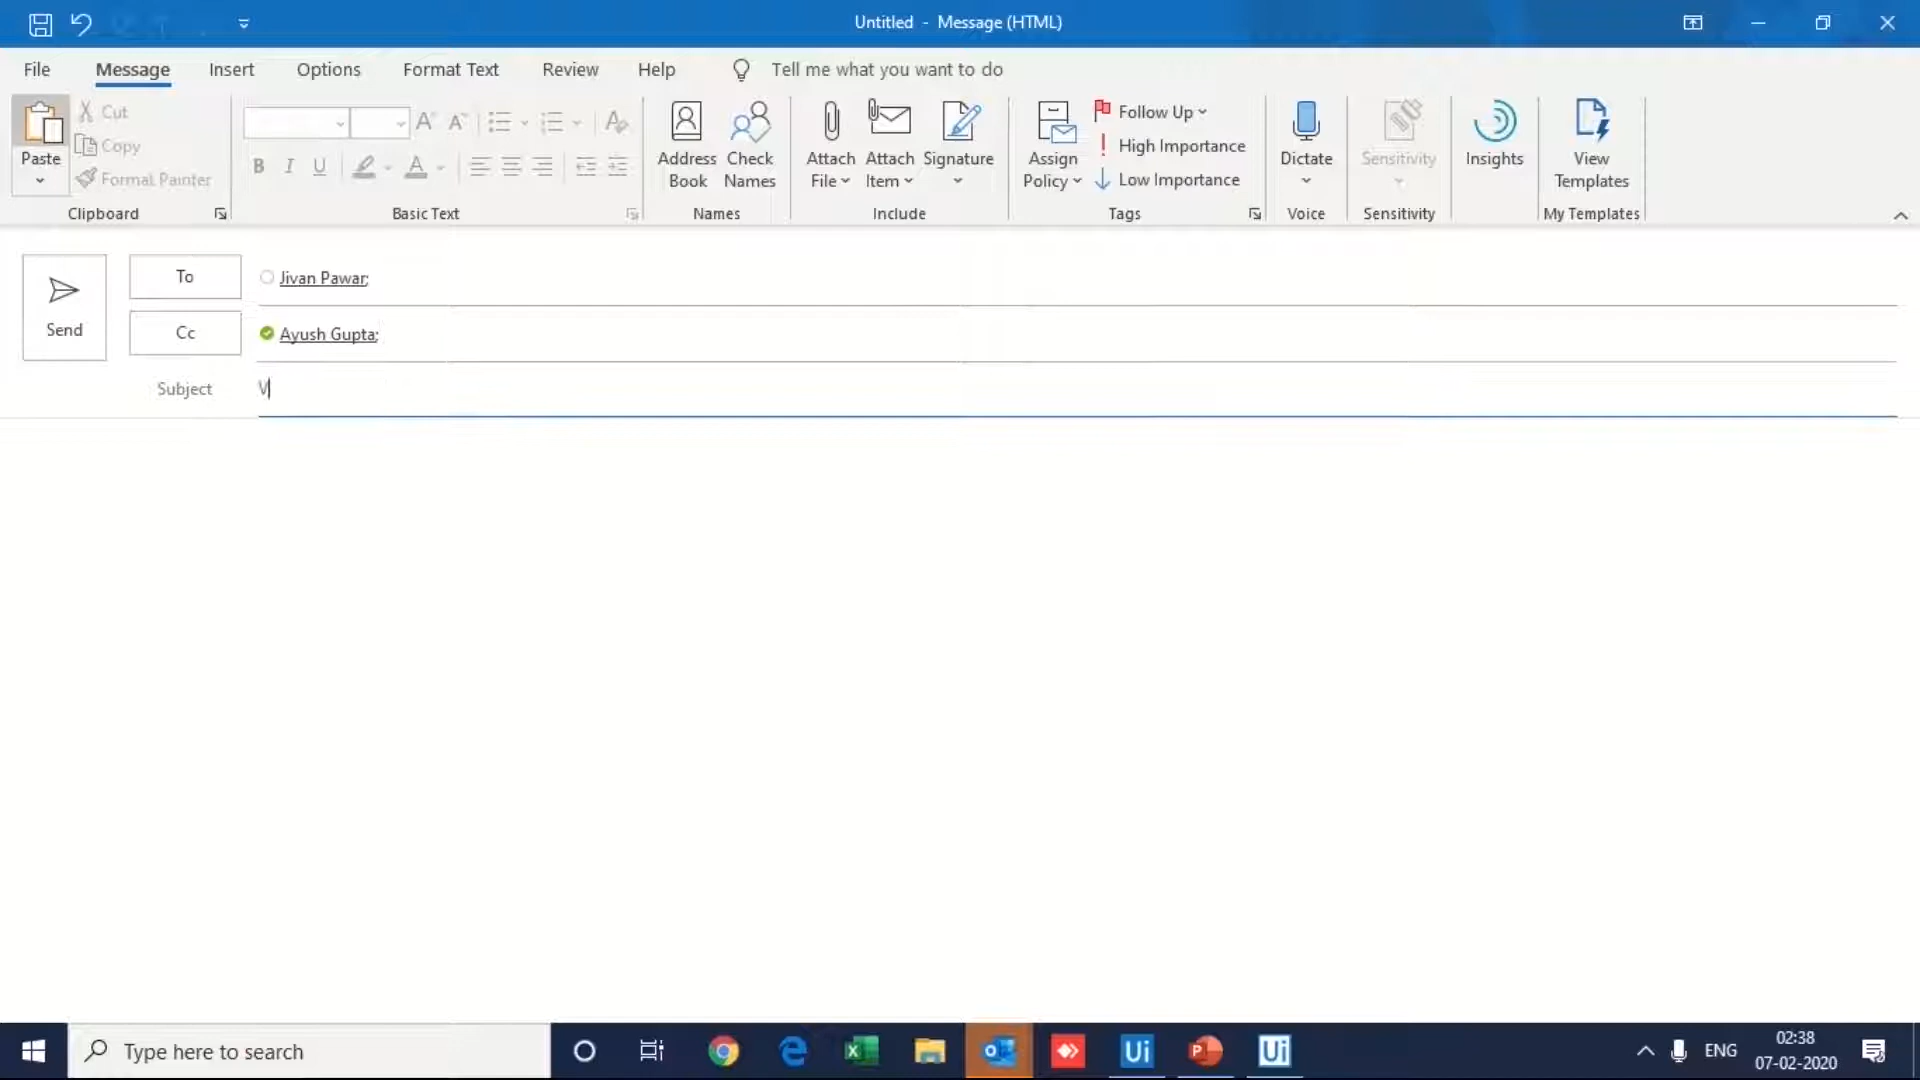 Untitled - Message (HTML)
File Message Insert Options Format Text Review Help Tell me what you want to do
Paste
Cut
Copy
Format Painter
Clipboard
B I U A
Basic Text
Address Book
Check Names
Names
Attach File
Attach Item
Signature
Include
Assign Policy
Follow Up
High Importance
Low Importance
Tags
Dictate
Voice
Sensitivity
Sensitivity
Insights
View Templates
My Templates
Send
To Jivan Pawar;
Cc Ayush Gupta;
Subject V
Type here to search
Ui
Ui
ENG
02:38
07-02-2020